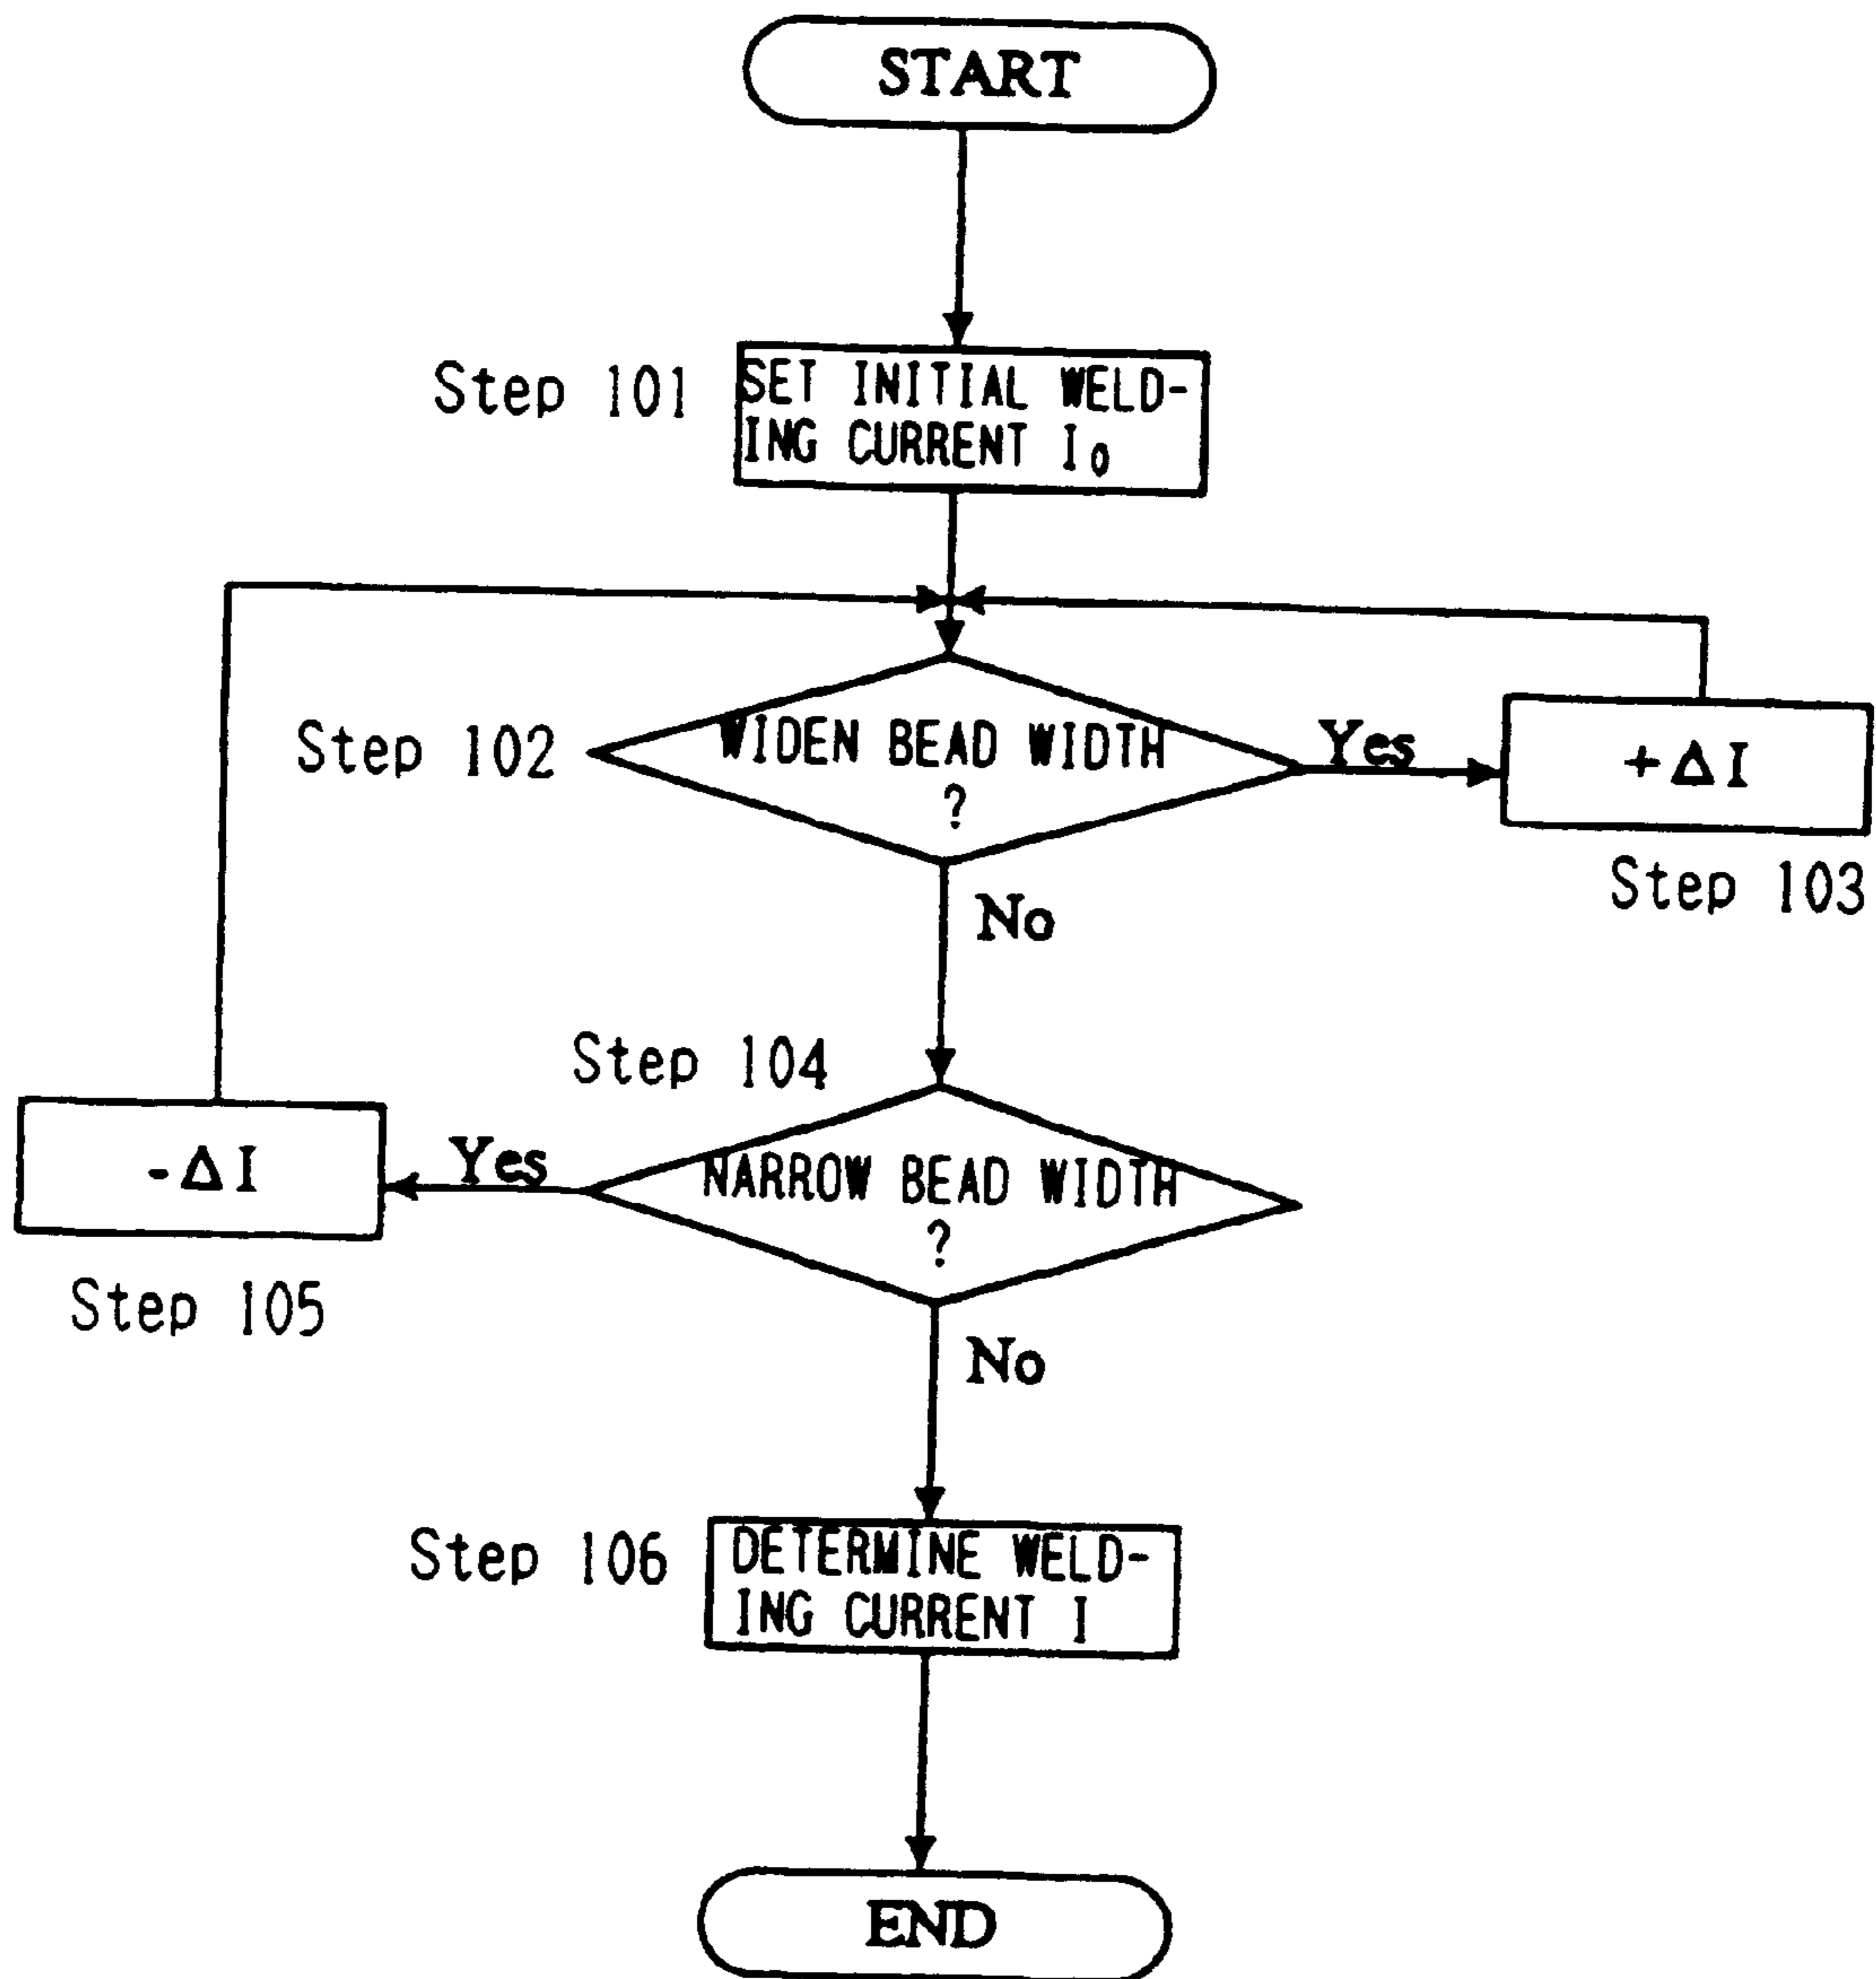 START
Step 101
SET INITIAL WELD-
ING CURRENT I₀
Step 102
WIDEN BEAD WIDTH
?
Yes
+ΔI
Step 103
No
Step 104
NARROW BEAD WIDTH
?
Yes
-ΔI
Step 105
No
Step 106
DETERMINE WELD-
ING CURRENT I
END